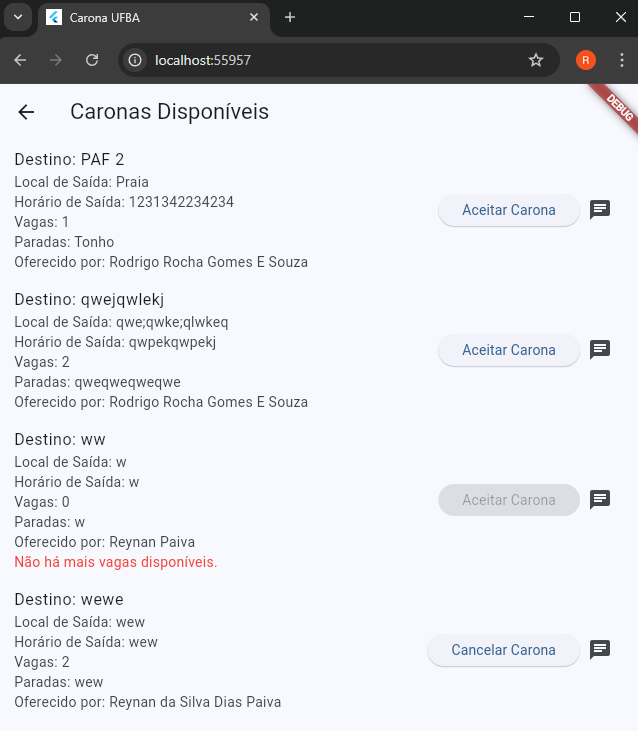 Carona UFBA
localhost:55957
R
DEBUG
Caronas Disponíveis
Destino: PAF 2
Local de Saída: Praia
Horário de Saída: 1231342234234
Vagas: 1
Paradas: Tonho
Oferecido por: Rodrigo Rocha Gomes E Souza
Aceitar Carona
Destino: qwejqwlekj
Local de Saída: qwe;qwke;qlwkeq
Horário de Saída: qwpekqwpekj
Vagas: 2
Paradas: qweqweqweqwe
Oferecido por: Rodrigo Rocha Gomes E Souza
Aceitar Carona
Destino: ww
Local de Saída: w
Horário de Saída: w
Vagas: 0
Paradas: w
Oferecido por: Reynan Paiva
Não há mais vagas disponíveis.
Aceitar Carona
Destino: wewe
Local de Saída: wew
Horário de Saída: wew
Vagas: 2
Paradas: wew
Oferecido por: Reynan da Silva Dias Paiva
Cancelar Carona